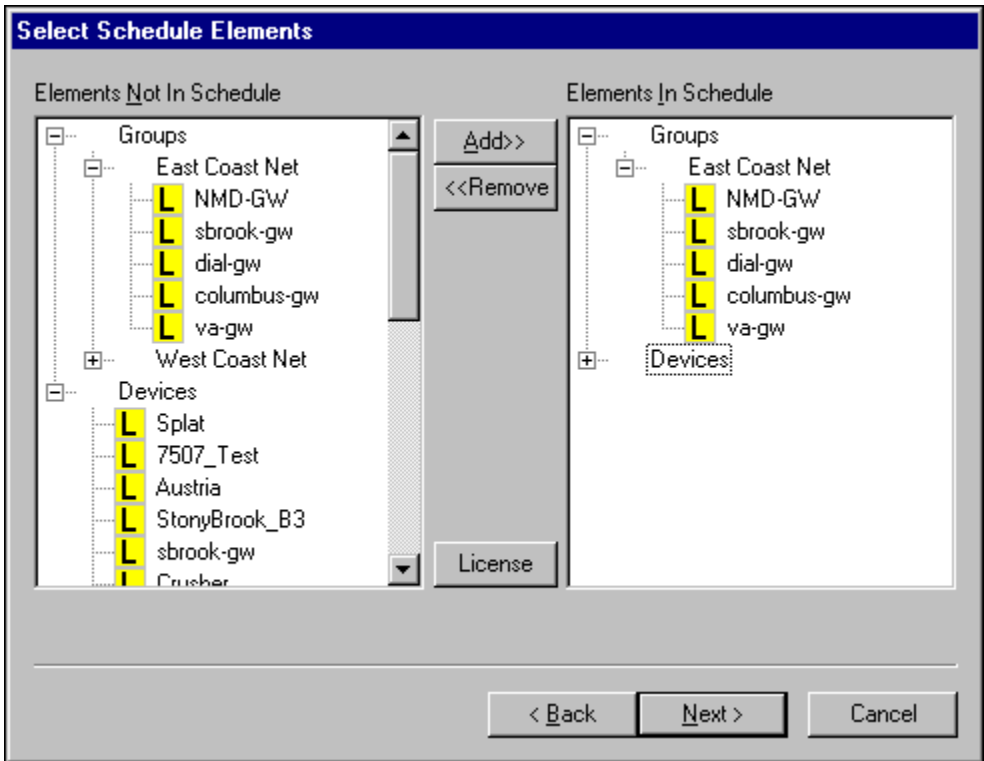 Select Schedule Elements
Elements Not In Schedule
Groups
East Coast Net
L NMD-GW
L sbrook-gw
L dial-gw
L columbus-gw
L va-gw
West Coast Net
Devices
L Splat
L 7507_Test
L Austria
L StonyBrook_B3
L sbrook-gw
L Crusher
Add>>
<<Remove
License
Elements In Schedule
Groups
East Coast Net
L NMD-GW
L sbrook-gw
L dial-gw
L columbus-gw
L va-gw
Devices
< Back
Next >
Cancel